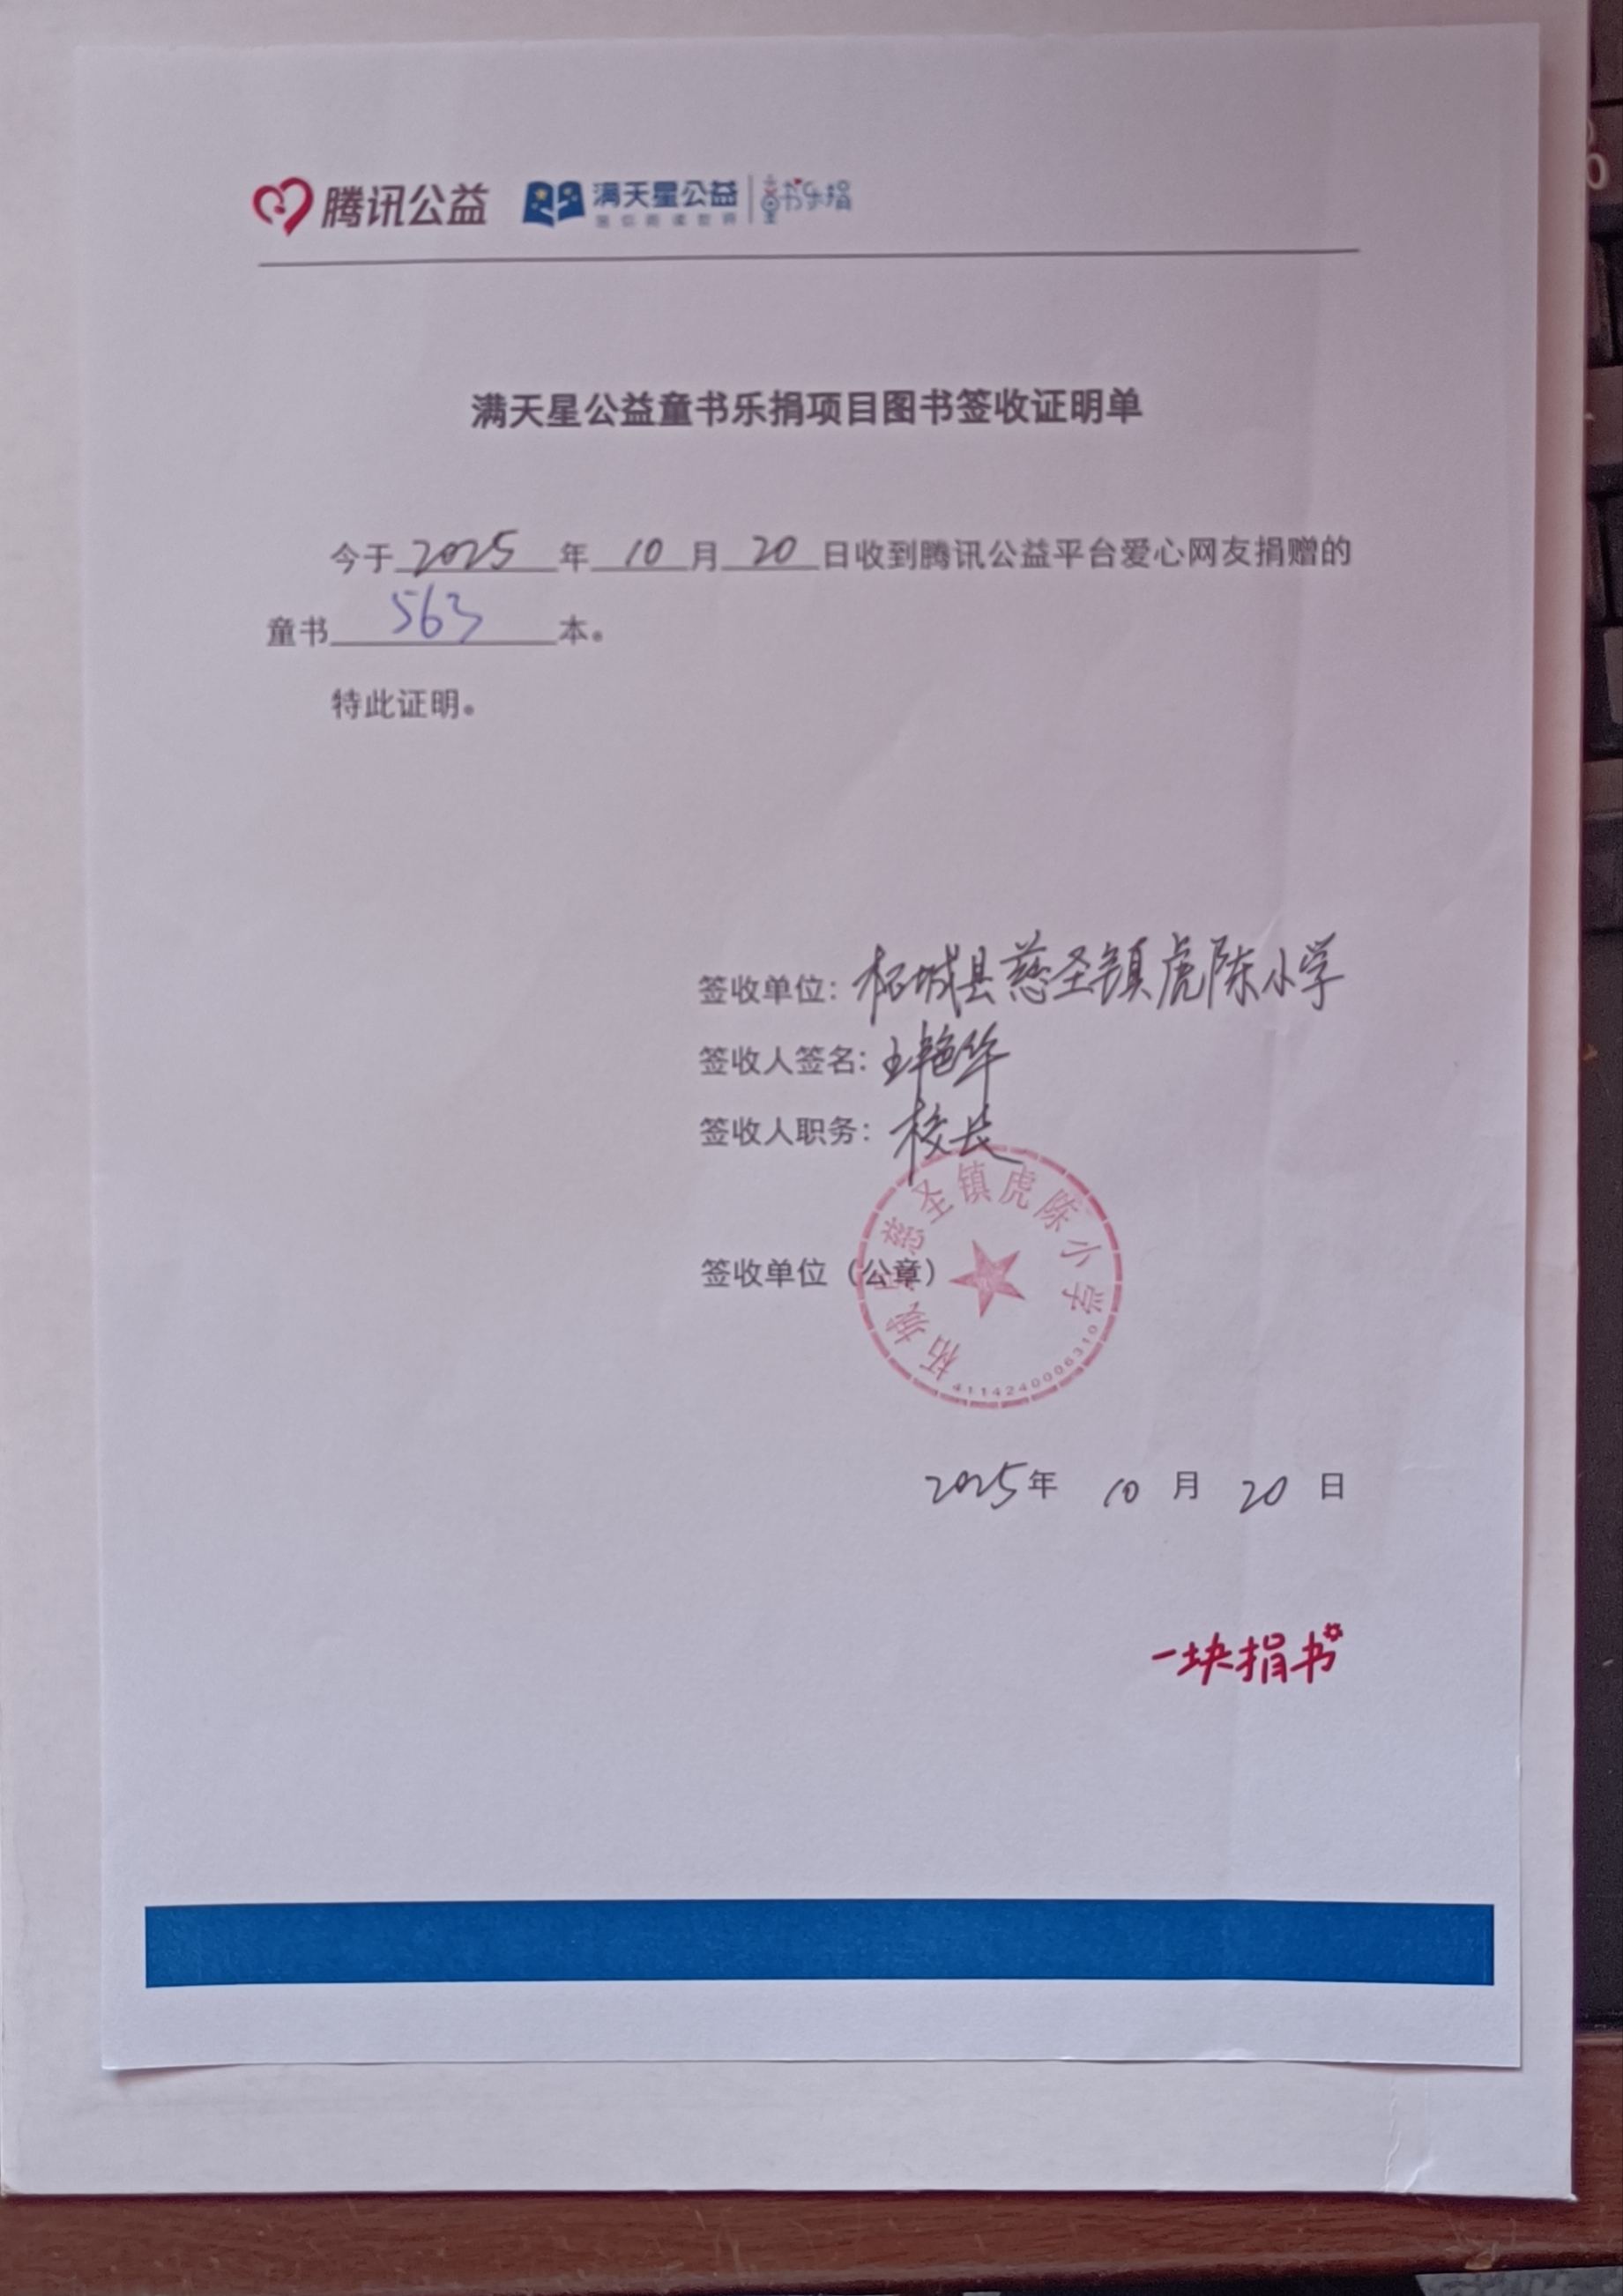 腾讯公益 满天星公益 童书乐捐
满天星公益童书乐捐项目图书签收证明单
今于2025年10月20日收到腾讯公益平台爱心网友捐赠的
童书563本。
特此证明。
签收单位：柘城县慈圣镇虎陈小学
签收人签名：王艳华
签收人职务：校长
签收单位（公章）
柘城县慈圣镇虎陈小学
4114240006310
2025年 10月 20日
一块捐书